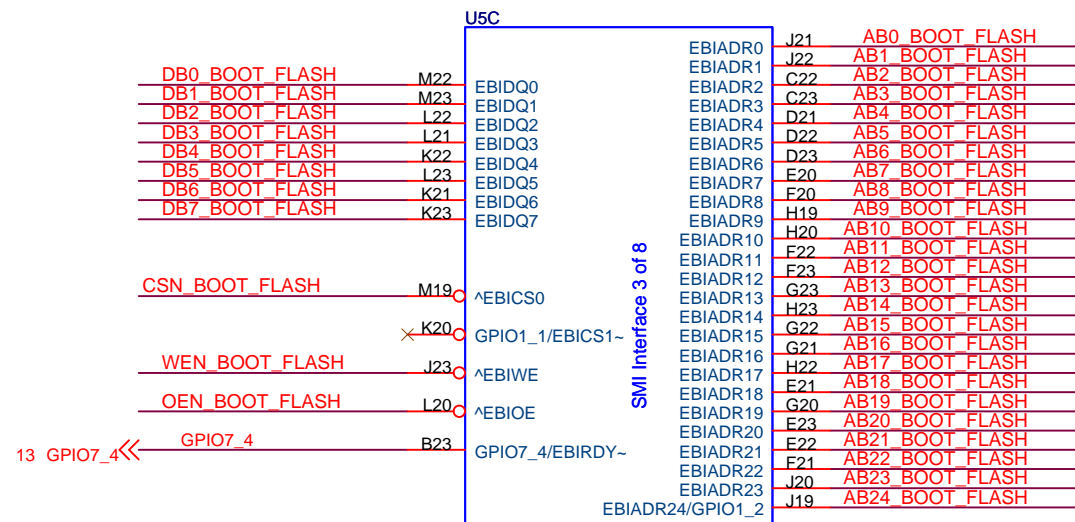 U5C
DB0_BOOT_FLASH M22 EBIDQ0
DB1_BOOT_FLASH M23 EBIDQ1
DB2_BOOT_FLASH L22 EBIDQ2
DB3_BOOT_FLASH L21 EBIDQ3
DB4_BOOT_FLASH K22 EBIDQ4
DB5_BOOT_FLASH L23 EBIDQ5
DB6_BOOT_FLASH K21 EBIDQ6
DB7_BOOT_FLASH K23 EBIDQ7
CSN_BOOT_FLASH M19 ^EBICS0
K20 GPIO1_1/EBICS1~
WEN_BOOT_FLASH J23 ^EBIWE
OEN_BOOT_FLASH L20 ^EBIOE
13 GPIO7_4 GPIO7_4 B23 GPIO7_4/EBIRDY~
SMI Interface 3 of 8
EBIADR0 J21 AB0_BOOT_FLASH
EBIADR1 J22 AB1_BOOT_FLASH
EBIADR2 C22 AB2_BOOT_FLASH
EBIADR3 C23 AB3_BOOT_FLASH
EBIADR4 D21 AB4_BOOT_FLASH
EBIADR5 D22 AB5_BOOT_FLASH
EBIADR6 D23 AB6_BOOT_FLASH
EBIADR7 E20 AB7_BOOT_FLASH
EBIADR8 F20 AB8_BOOT_FLASH
EBIADR9 H19 AB9_BOOT_FLASH
EBIADR10 H20 AB10_BOOT_FLASH
EBIADR11 F22 AB11_BOOT_FLASH
EBIADR12 F23 AB12_BOOT_FLASH
EBIADR13 G23 AB13_BOOT_FLASH
EBIADR14 H23 AB14_BOOT_FLASH
EBIADR15 G22 AB15_BOOT_FLASH
EBIADR16 G21 AB16_BOOT_FLASH
EBIADR17 H22 AB17_BOOT_FLASH
EBIADR18 E21 AB18_BOOT_FLASH
EBIADR19 G20 AB19_BOOT_FLASH
EBIADR20 E23 AB20_BOOT_FLASH
EBIADR21 E22 AB21_BOOT_FLASH
EBIADR22 F21 AB22_BOOT_FLASH
EBIADR23 J20 AB23_BOOT_FLASH
EBIADR24/GPIO1_2 J19 AB24_BOOT_FLASH